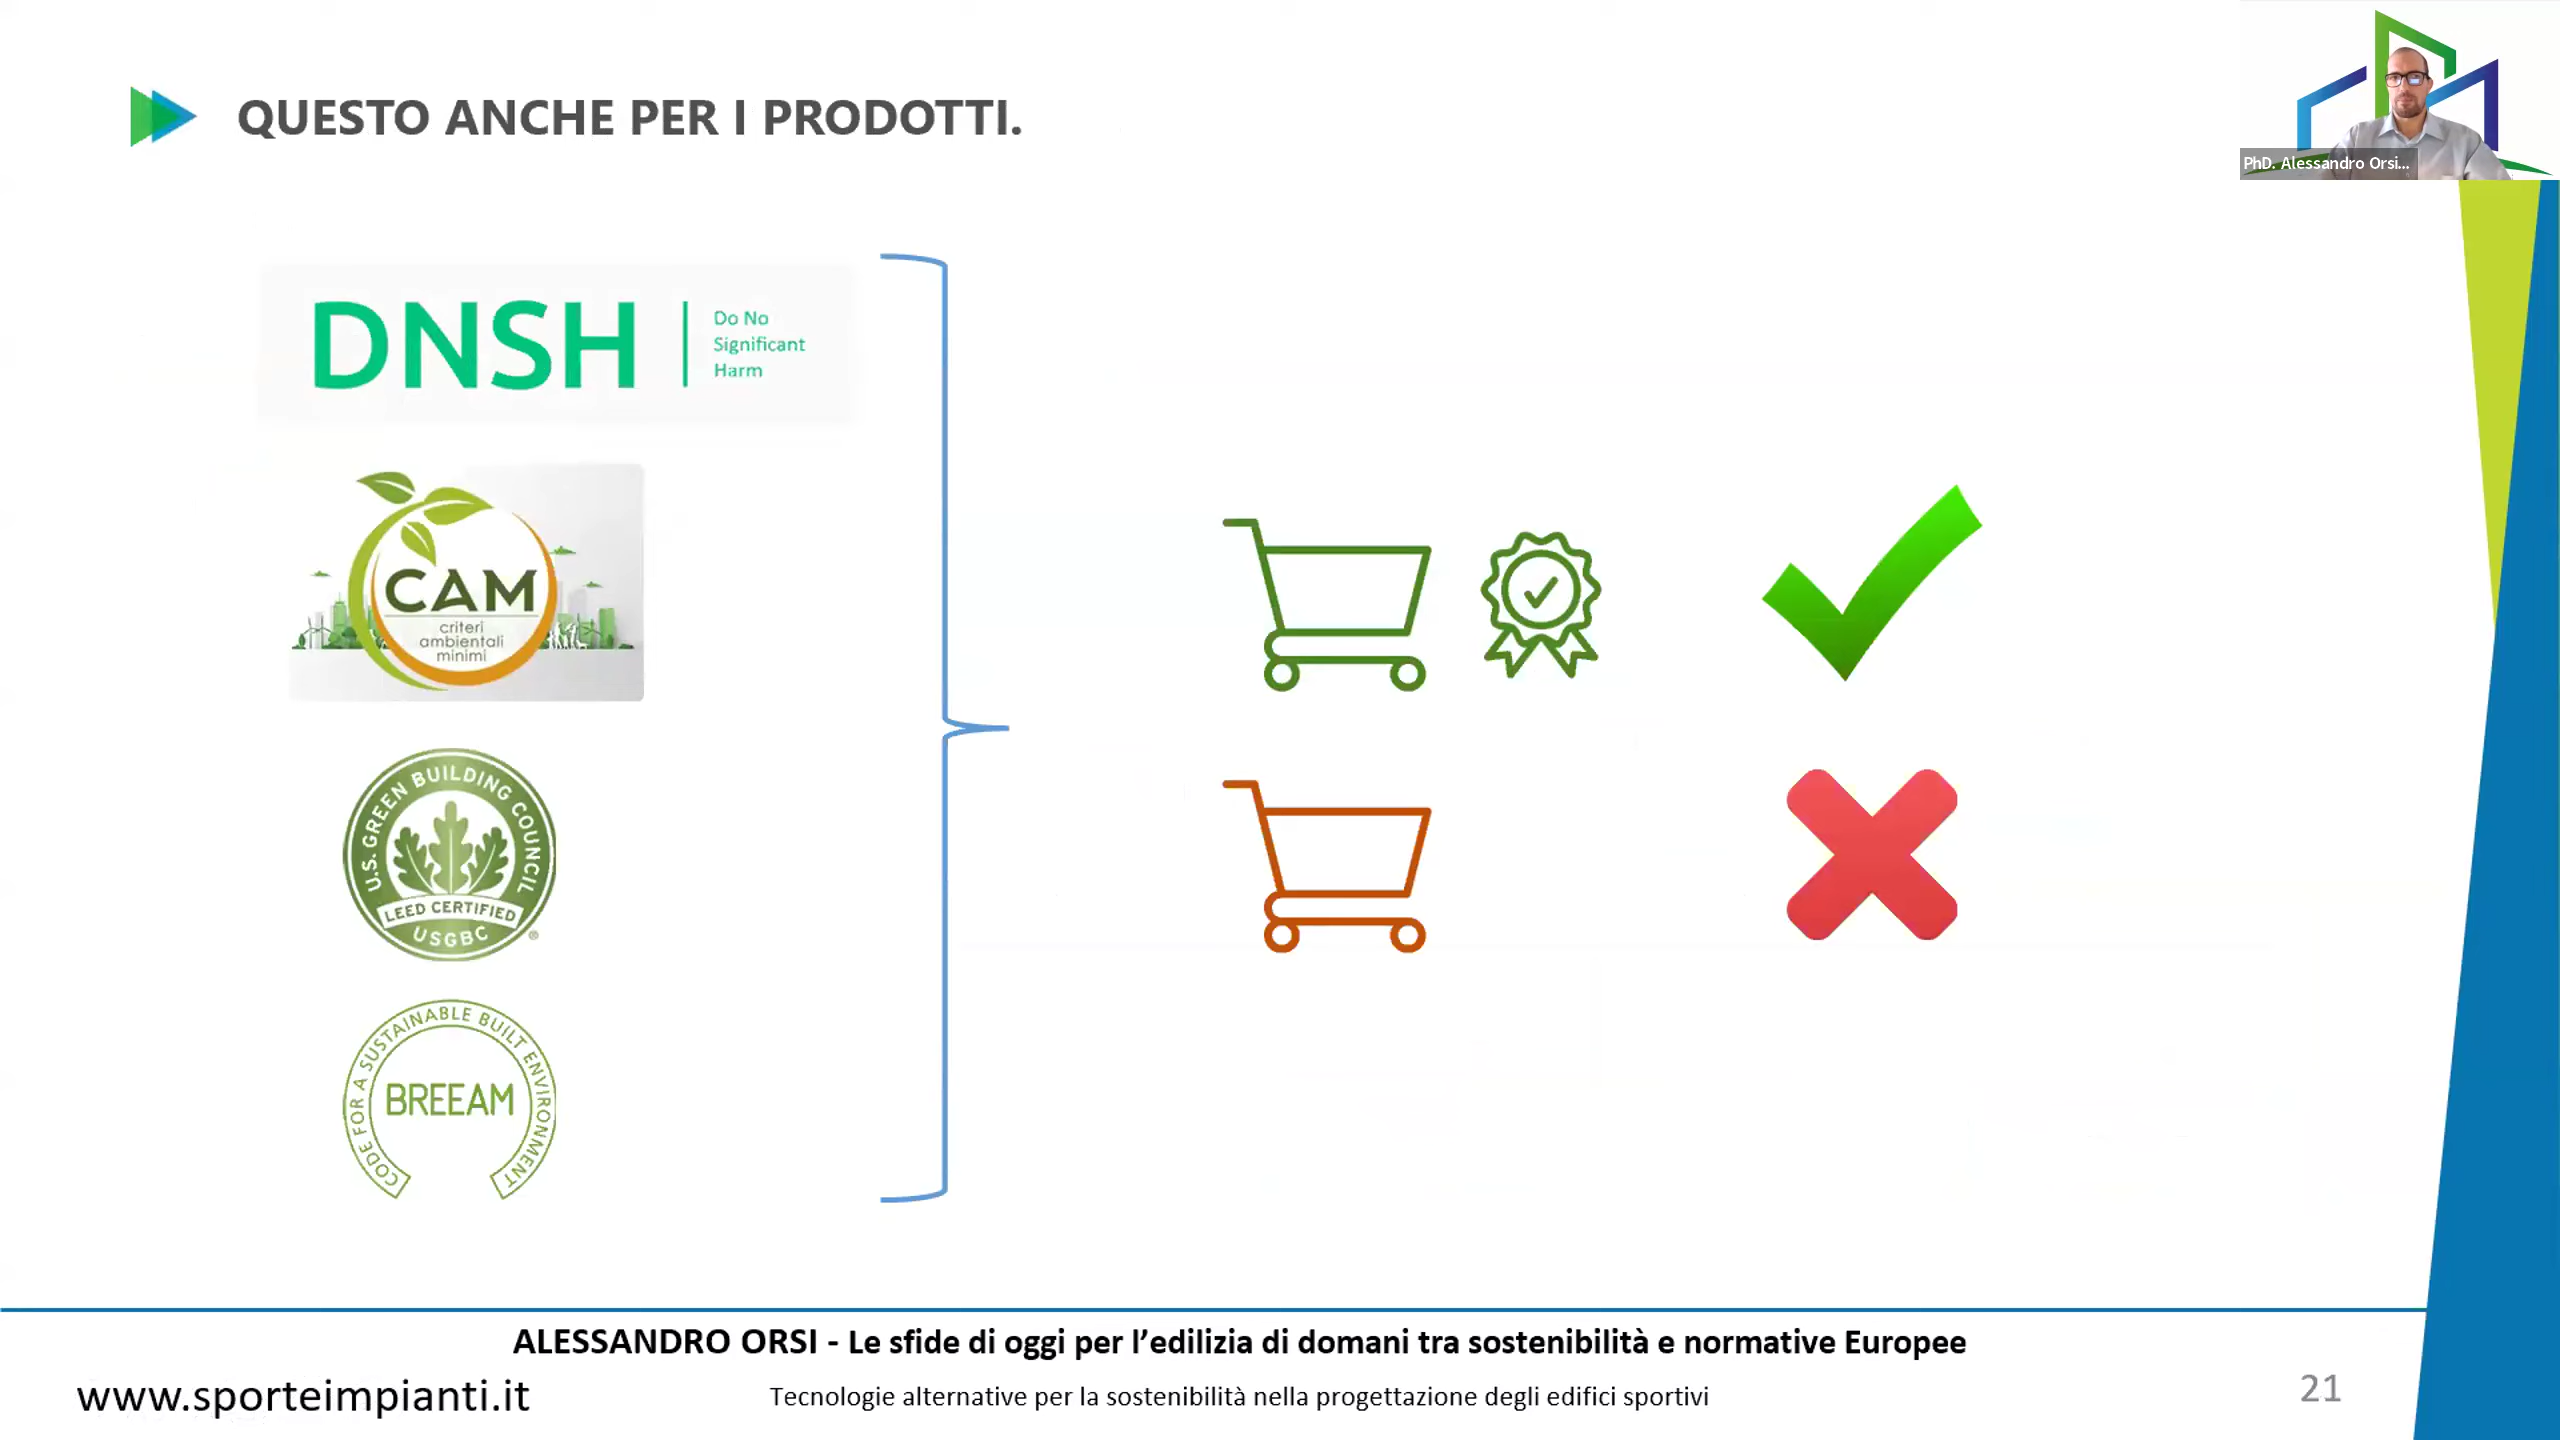 QUESTO ANCHE PER I PRODOTTI.
PhD. Alessandro Orsi...
DNSH
Do No
Significant
Harm
CAM
criteri
ambientali
minimi
U.S. GREEN BUILDING COUNCIL
LEED CERTIFIED
USGBC
®
CODE FOR A SUSTAINABLE BUILT ENVIRONMENT
BREEAM
ALESSANDRO ORSI - Le sfide di oggi per l’edilizia di domani tra sostenibilità e normative Europee
www.sporteimpianti.it
Tecnologie alternative per la sostenibilità nella progettazione degli edifici sportivi
21